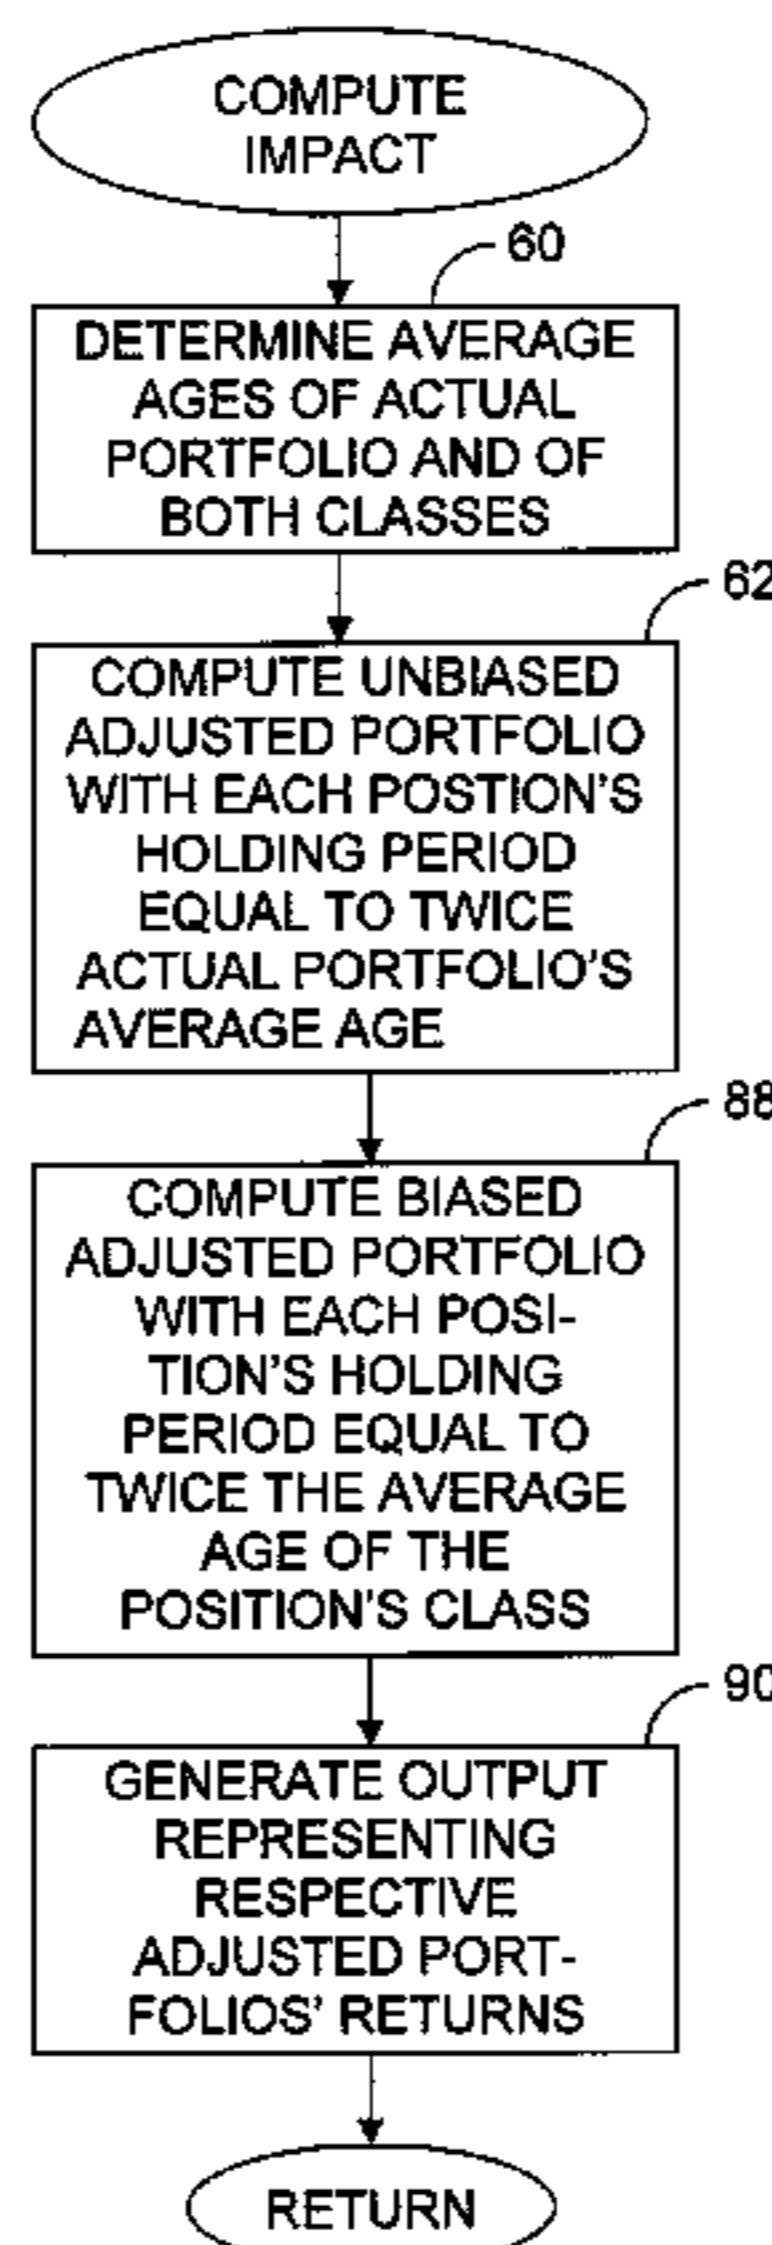 COMPUTE
IMPACT
60
DETERMINE AVERAGE
AGES OF ACTUAL
PORTFOLIO AND OF
BOTH CLASSES
62
COMPUTE UNBIASED
ADJUSTED PORTFOLIO
WITH EACH POSTION'S
HOLDING PERIOD
EQUAL TO TWICE
ACTUAL PORTFOLIO'S
AVERAGE AGE
88
COMPUTE BIASED
ADJUSTED PORTFOLIO
WITH EACH POSI-
TION'S HOLDING
PERIOD EQUAL TO
TWICE THE AVERAGE
AGE OF THE
POSITION'S CLASS
90
GENERATE OUTPUT
REPRESENTING
RESPECTIVE
ADJUSTED PORT-
FOLIOS' RETURNS
RETURN